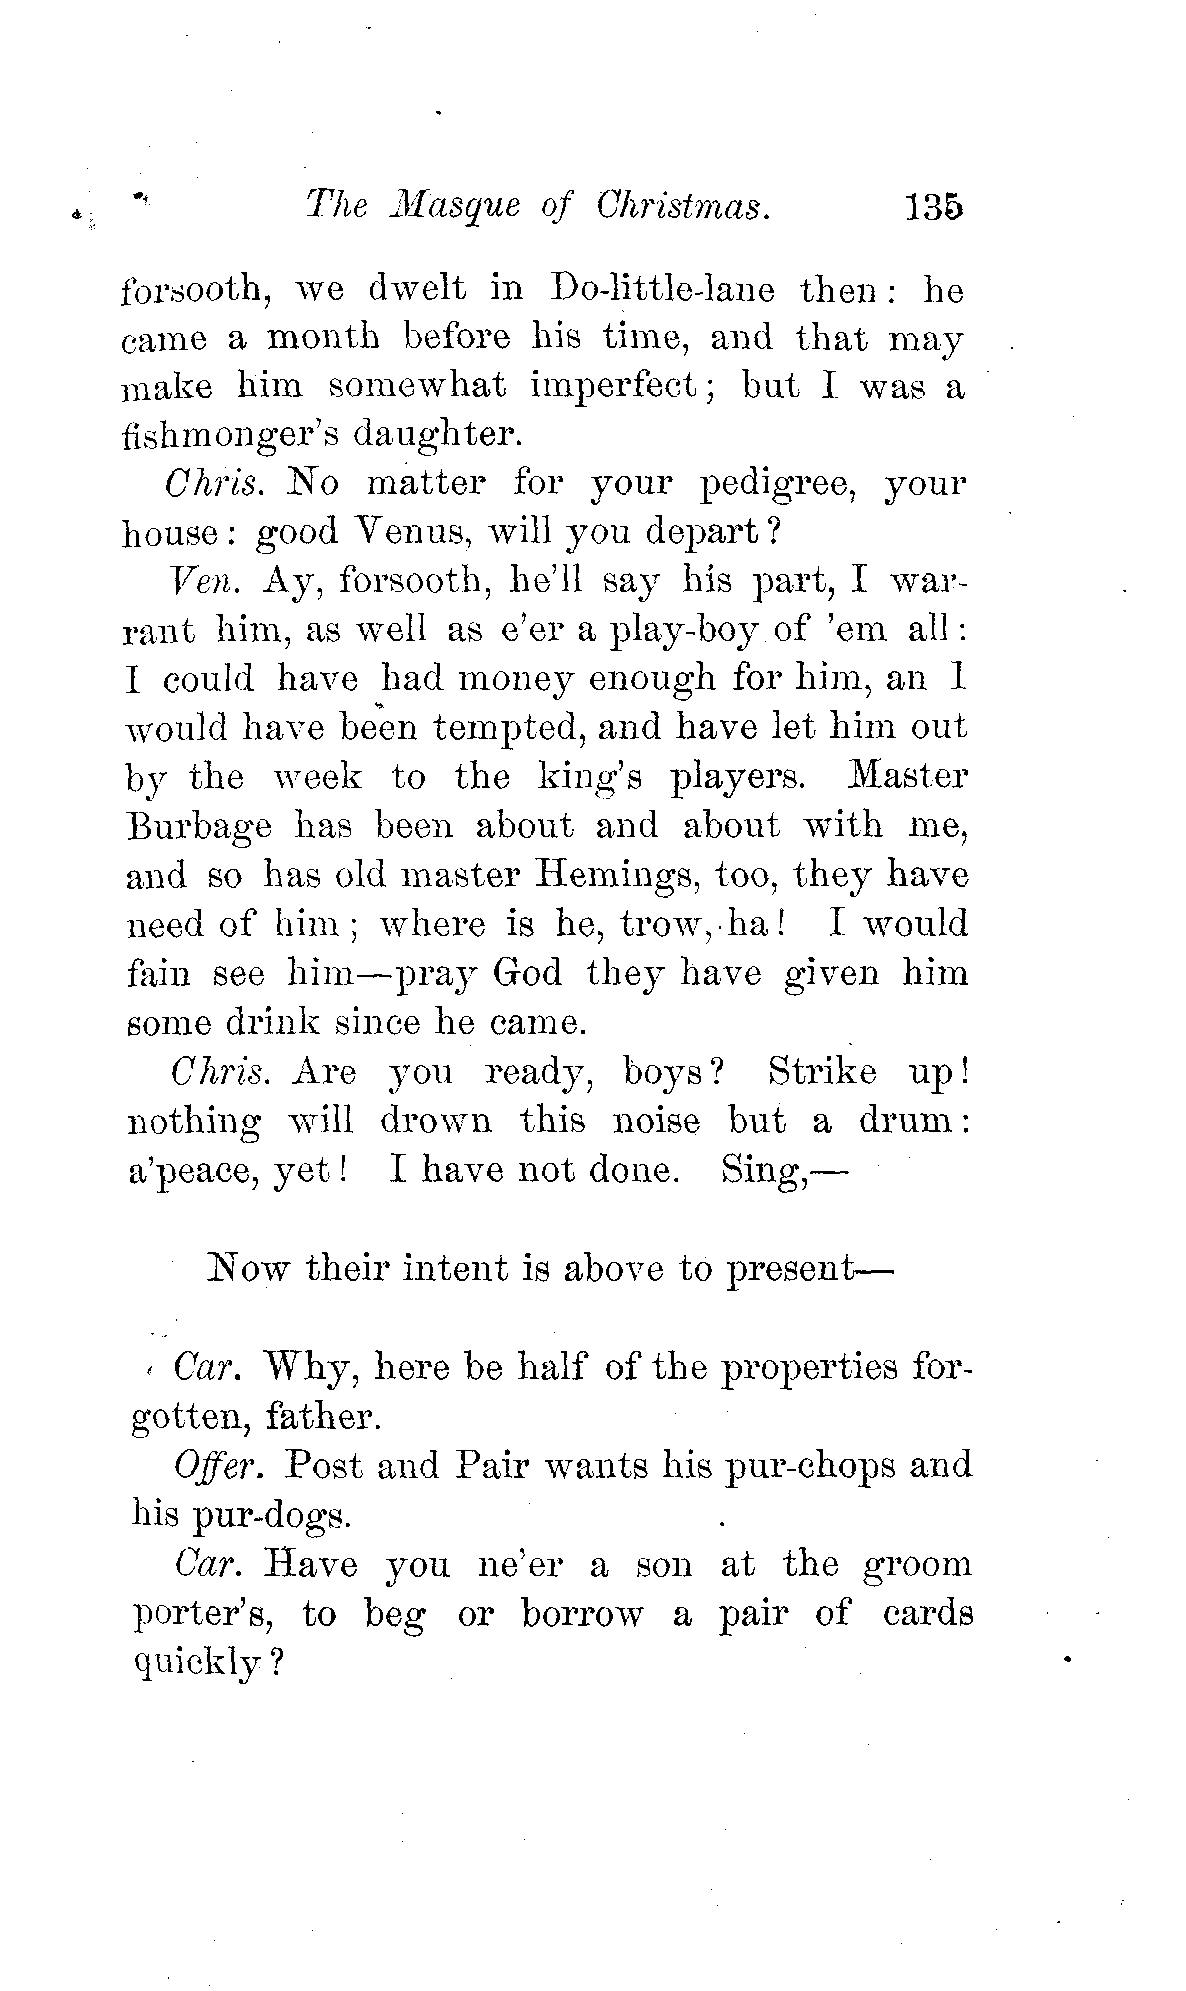 The Masque of Christmas. 135
forsooth, we dwelt in Do-little-lane then: he
came a month before his time, and that may
make him somewhat imperfect; but I was a
fishmonger's daughter.
Chris. No matter for your pedigree, your
house: good Venus, will you depart?
Ven. Ay, forsooth, he'll say his part, I war-
rant him, as well as e'er a play-boy of 'em all:
I could have had money enough for him, an I
would have been tempted, and have let him out
by the week to the king's players. Master
Burbage has been about and about with me,
and so has old master Hemings, too, they have
need of him; where is he, trow, ha! I would
fain see him—pray God they have given him
some drink since he came.
Chris. Are you ready, boys? Strike up!
nothing will drown this noise but a drum:
a'peace, yet! I have not done. Sing,—
Now their intent is above to present—
Car. Why, here be half of the properties for-
gotten, father.
Offer. Post and Pair wants his pur-chops and
his pur-dogs.
Car. Have you ne'er a son at the groom
porter's, to beg or borrow a pair of cards
quickly?